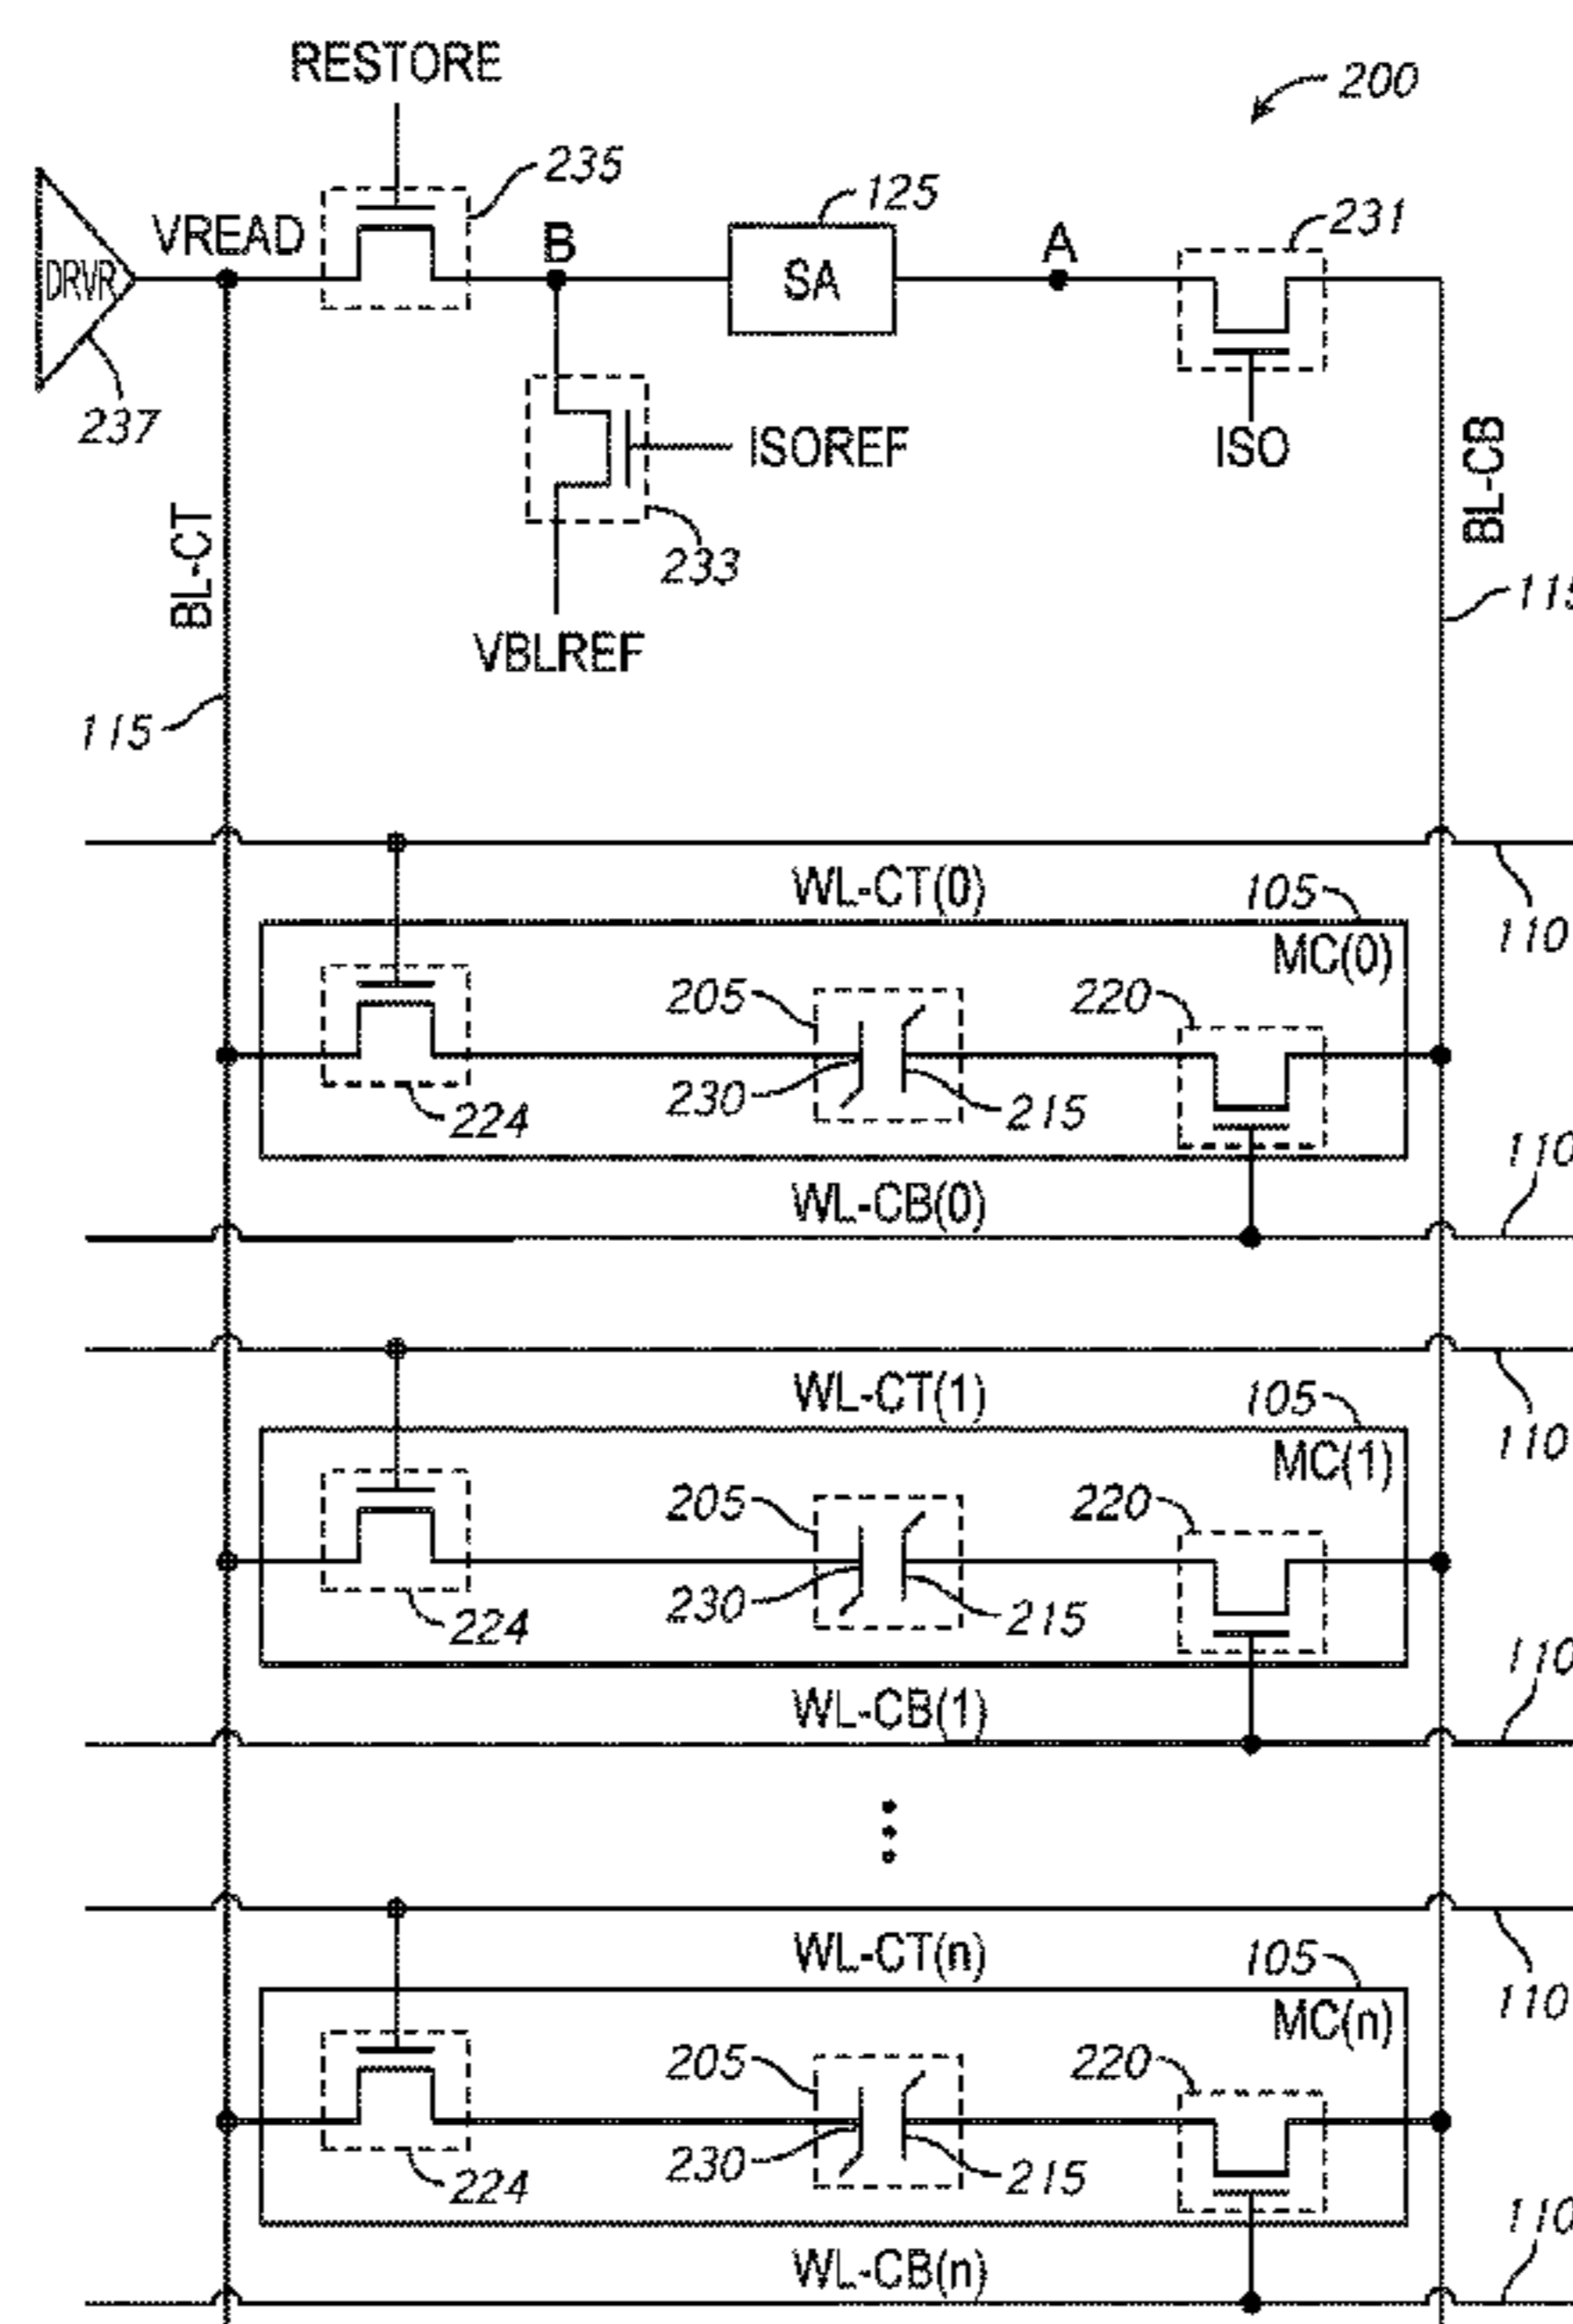 RESTORE
200
235
125
231
DRVR
VREAD
B
SA
A
237
ISOREF
ISO
BL-CT
BL-CB
233
115
VBLREF
115
WL-CT(0)
105
110
MC(0)
205
220
230
215
224
110
WL-CB(0)
WL-CT(1)
105
110
MC(1)
205
220
230
215
224
110
WL-CB(1)
WL-CT(n)
105
110
MC(n)
205
220
230
215
224
110
WL-CB(n)